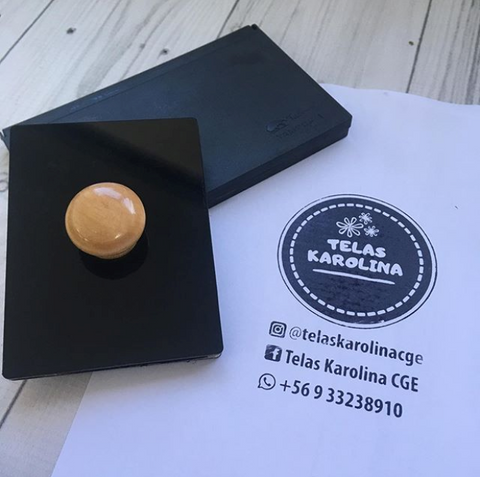 TELAS
KAROLINA
@telaskarolinacge
Telas Karolina CGE
+56 9 33238910